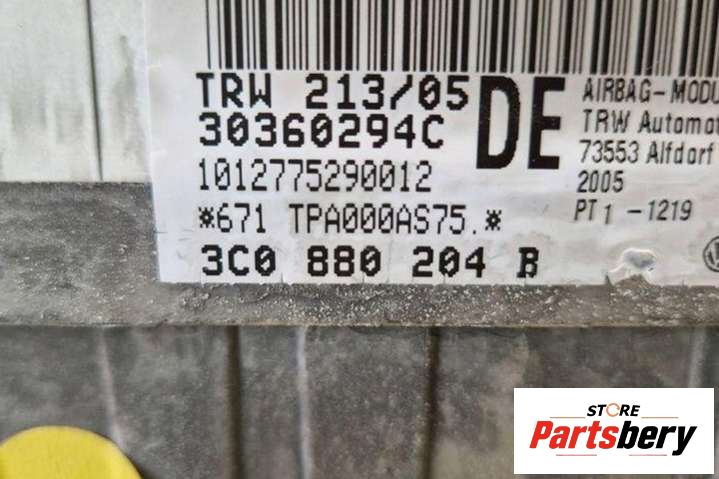 TRW 213/05
30360294C
1012775290012
*671 TPA000AS75.*
3C0 880 204 B
DE
AIRBAG-MODU
TRW Automot
73553 Alfdorf
2005
PT1 -1219
STORE
Partsbery